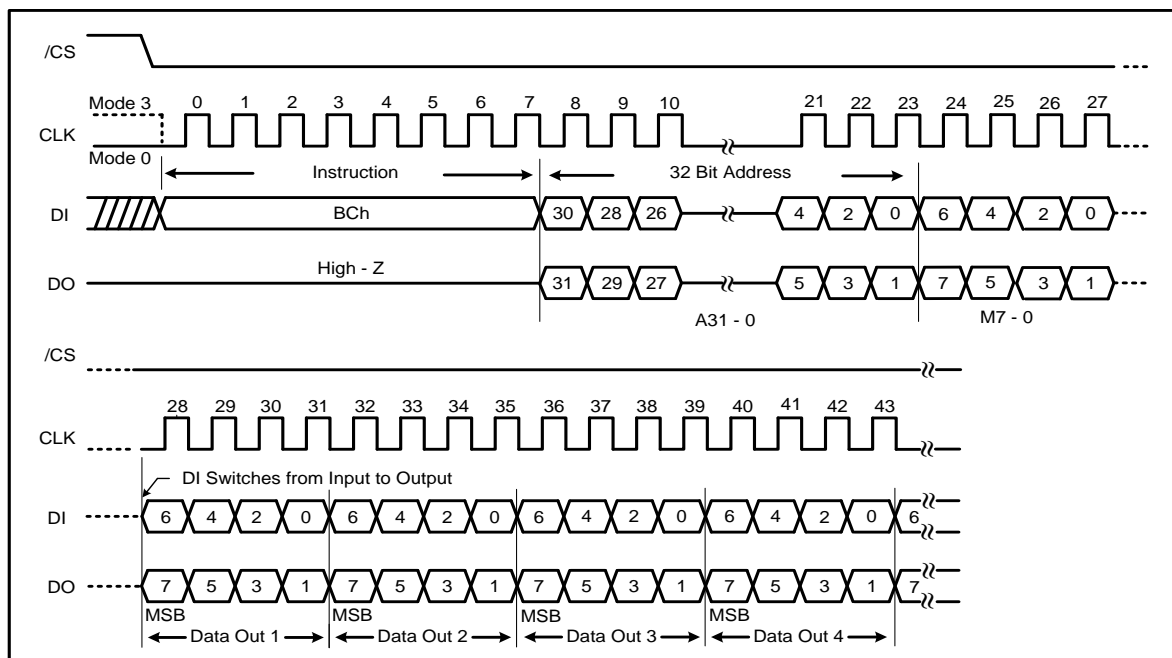 /CS
Mode 3 0 1 2 3 4 5 6 7 8 9 10 21 22 23 24 25 26 27
CLK
Mode 0
Instruction 32 Bit Address
DI BCh 30 28 26 4 2 0 6 4 2 0
High - Z
DO 31 29 27 5 3 1 7 5 3 1
A31 - 0 M7 - 0
/CS
28 29 30 31 32 33 34 35 36 37 38 39 40 41 42 43
CLK
DI Switches from Input to Output
DI 6 4 2 0 6 4 2 0 6 4 2 0 6 4 2 0 6
DO 7 5 3 1 7 5 3 1 7 5 3 1 7 5 3 1 7
MSB MSB MSB MSB
Data Out 1 Data Out 2 Data Out 3 Data Out 4